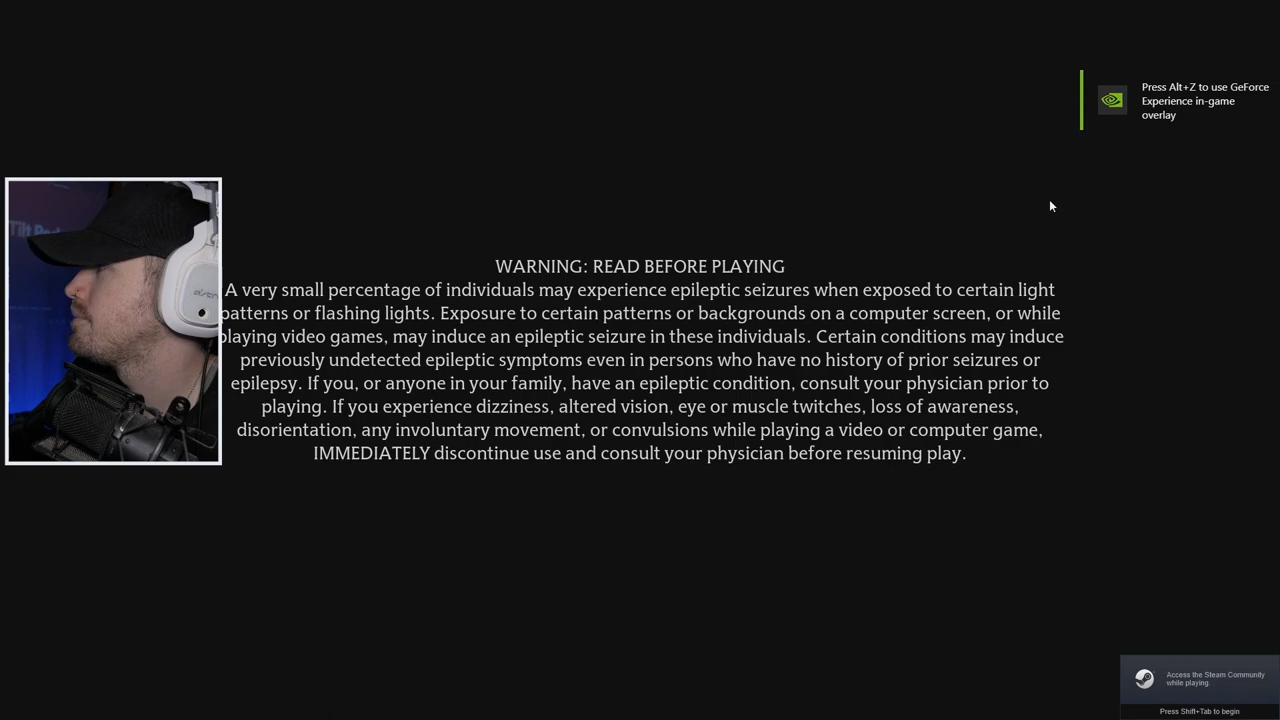 Press Alt+Z to use GeForce
Experience in-game
overlay
WARNING: READ BEFORE PLAYING
A very small percentage of individuals may experience epileptic seizures when exposed to certain light
patterns or flashing lights. Exposure to certain patterns or backgrounds on a computer screen, or while
playing video games, may induce an epileptic seizure in these individuals. Certain conditions may induce
previously undetected epileptic symptoms even in persons who have no history of prior seizures or
epilepsy. If you, or anyone in your family, have an epileptic condition, consult your physician prior to
playing. If you experience dizziness, altered vision, eye or muscle twitches, loss of awareness,
disorientation, any involuntary movement, or convulsions while playing a video or computer game,
IMMEDIATELY discontinue use and consult your physician before resuming play.
Access the Steam Community
while playing.
Press Shift+Tab to begin